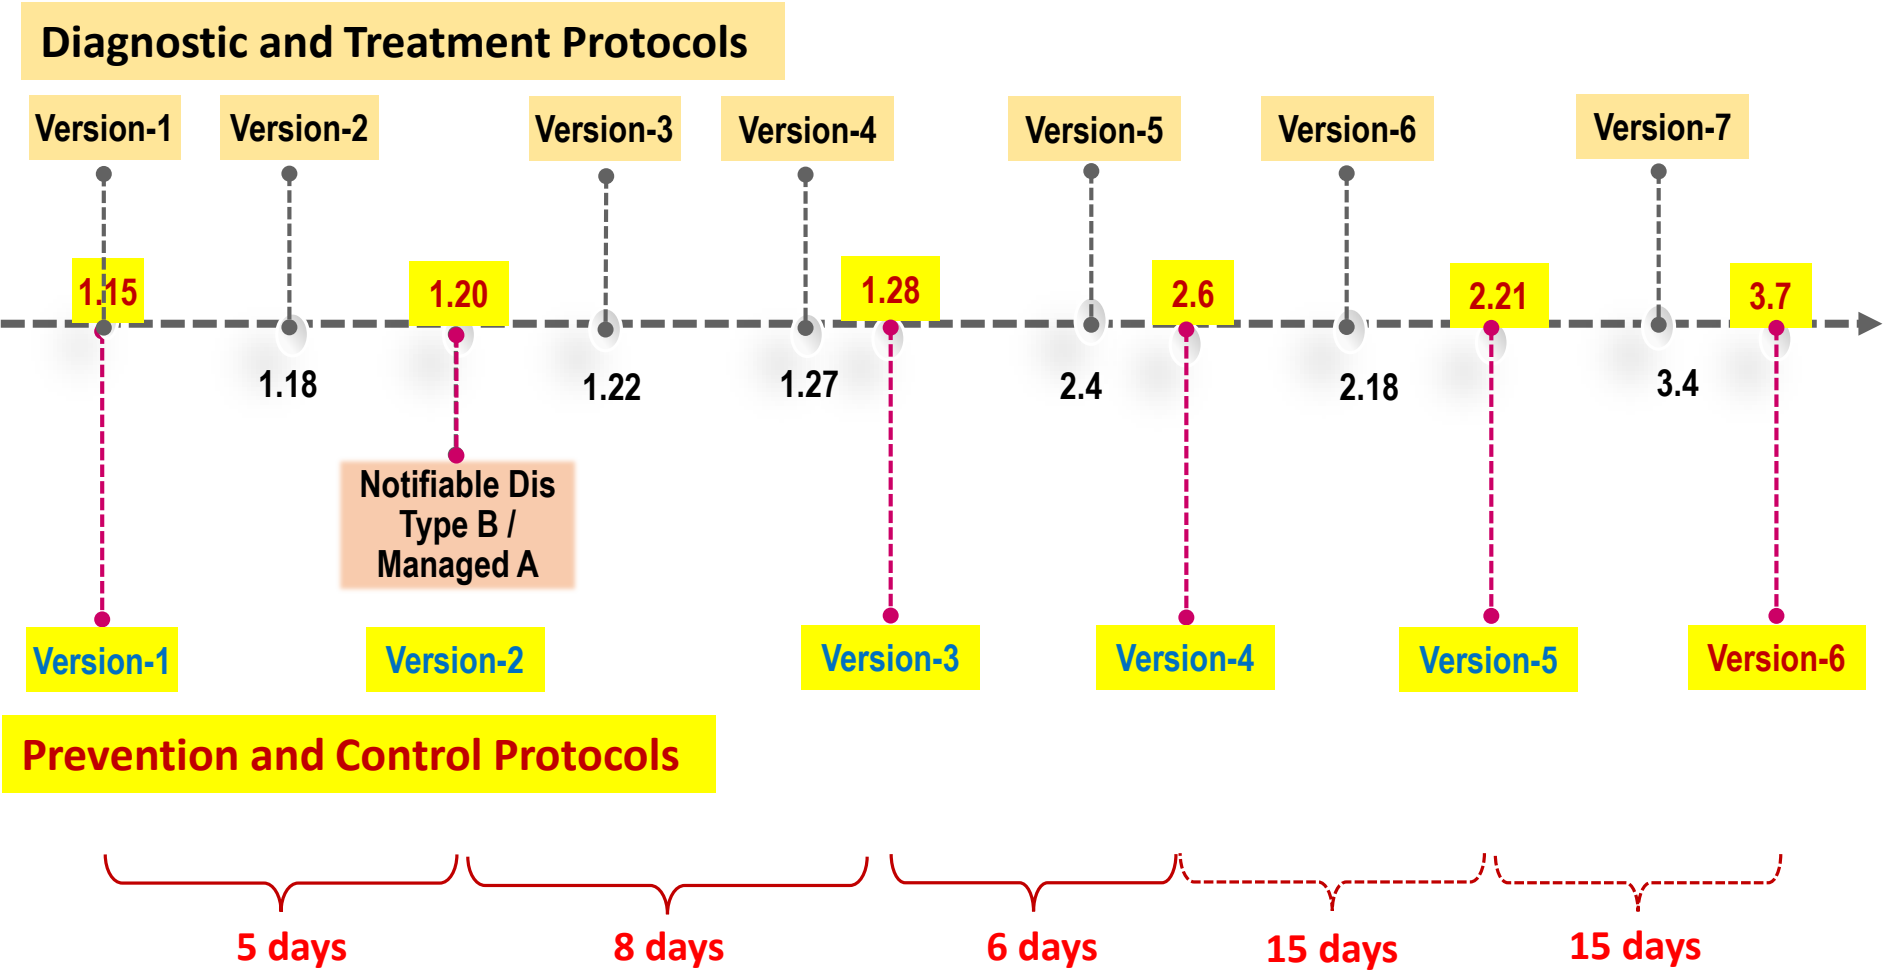 Diagnostic and Treatment Protocols
Version-1 Version-2 Version-3 Version-4 Version-5 Version-6 Version-7
1.15 1.20 1.28 2.6 2.21 3.7
1.18 1.22 1.27 2.4 2.18 3.4
Notifiable Dis
Type B /
Managed A
Version-1 Version-2 Version-3 Version-4 Version-5 Version-6
Prevention and Control Protocols
5 days 8 days 6 days 15 days 15 days